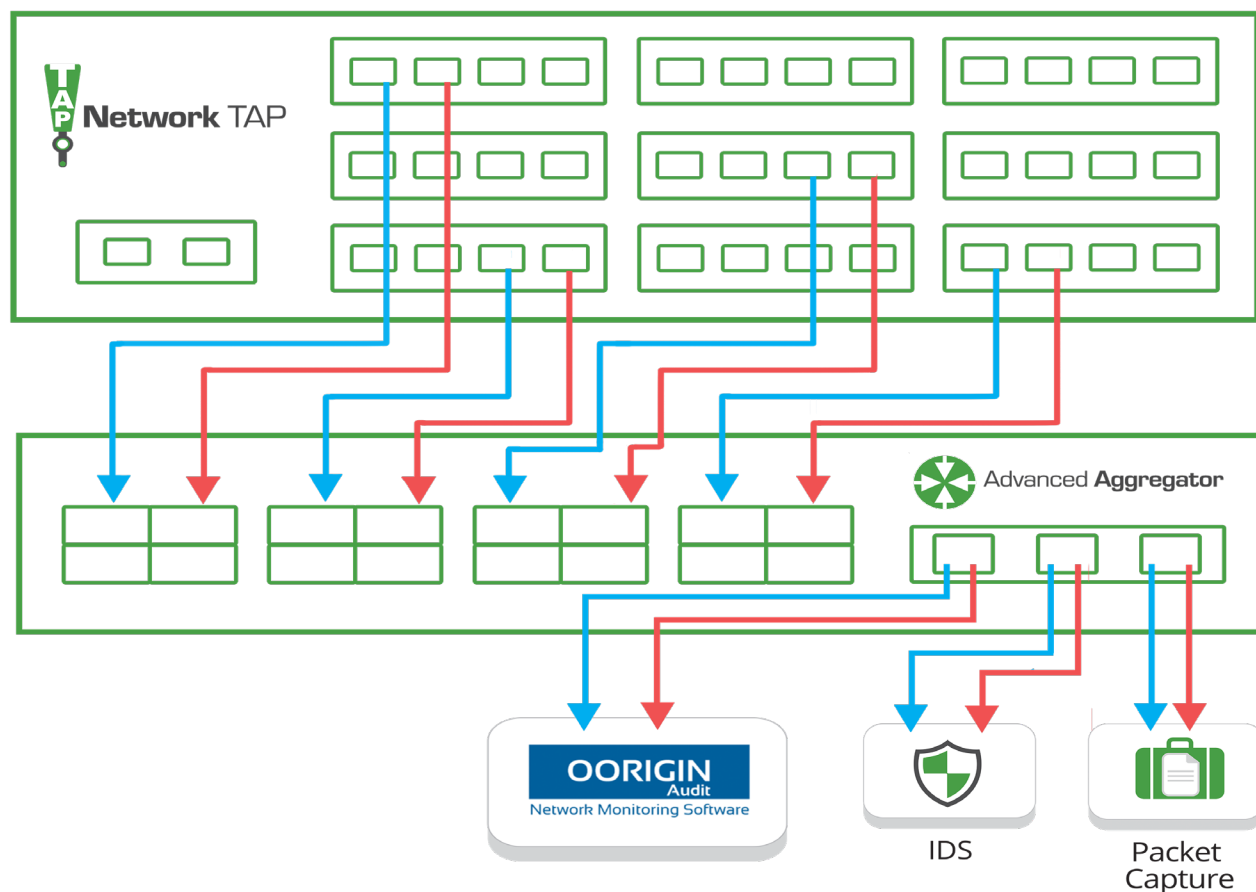 TAP
Network TAP
Advanced Aggregator
OORIGIN
Audit
Network Monitoring Software
IDS
Packet
Capture